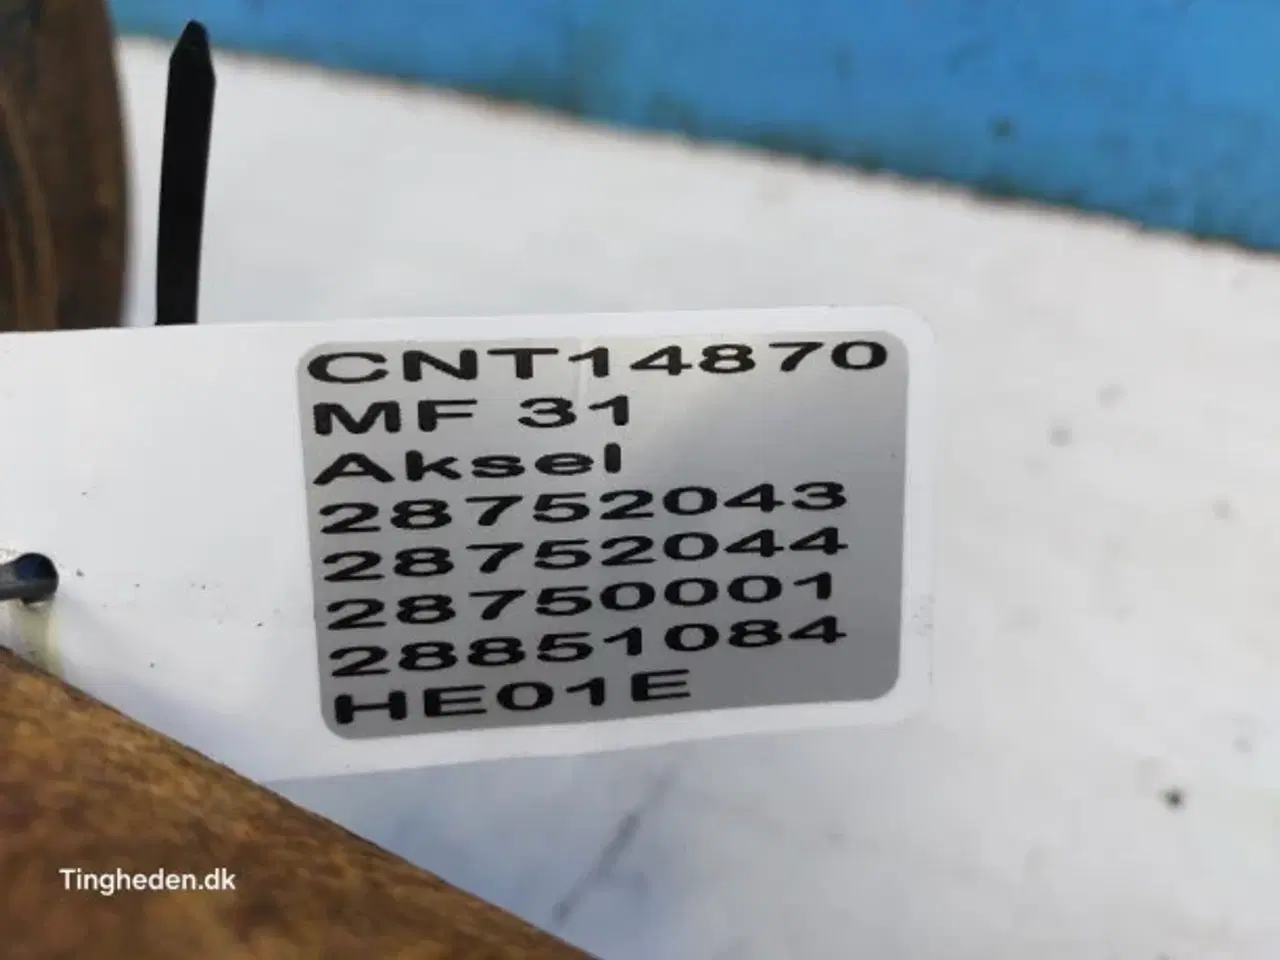 CNT14870
MF 31
Aksel
28752043
28752044
28750001
28851084
HE01E
Tingheden.dk